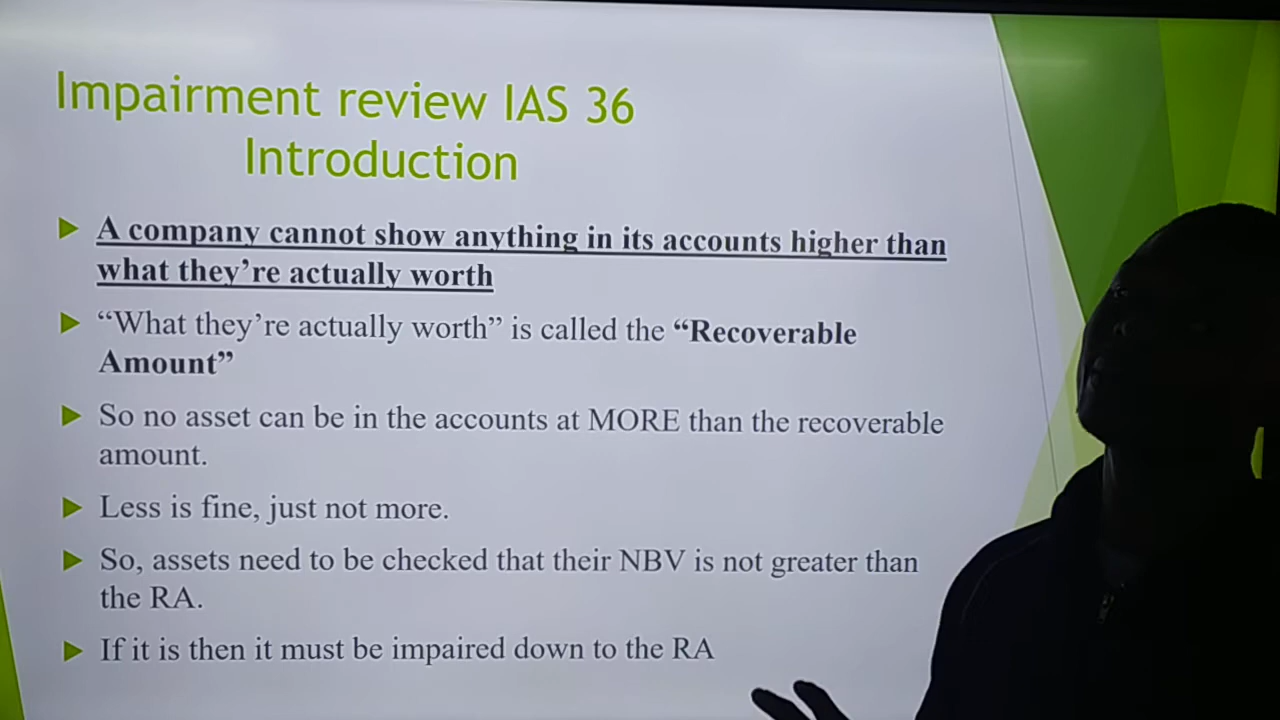 Impairment review IAS 36
Introduction
A company cannot show anything in its accounts higher than
what they’re actually worth
“What they’re actually worth” is called the “Recoverable
Amount”
So no asset can be in the accounts at MORE than the recoverable
amount.
Less is fine, just not more.
So, assets need to be checked that their NBV is not greater than
the RA.
If it is then it must be impaired down to the RA